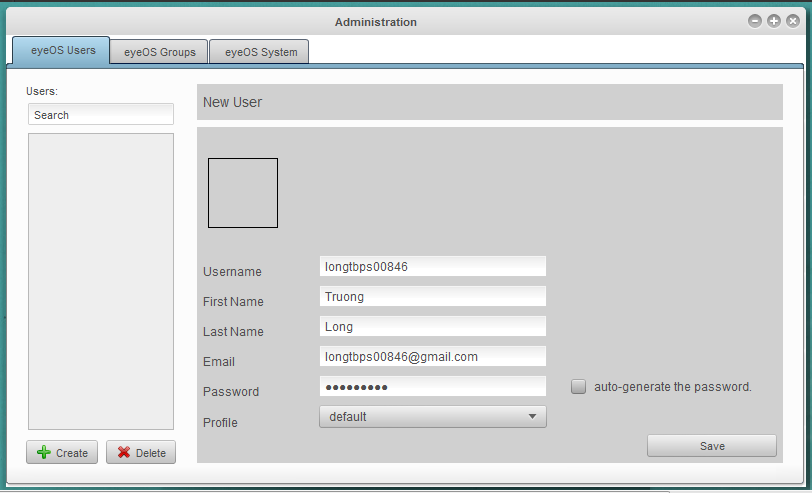 Administration
eyeOS Users
eyeOS Groups
eyeOS System
Users:
Search
Create
Delete
New User
Username
longtbps00846
First Name
Truong
Last Name
Long
Email
longtbps00846@gmail.com
Password
●●●●●●●●●
auto-generate the password.
Profile
default
Save